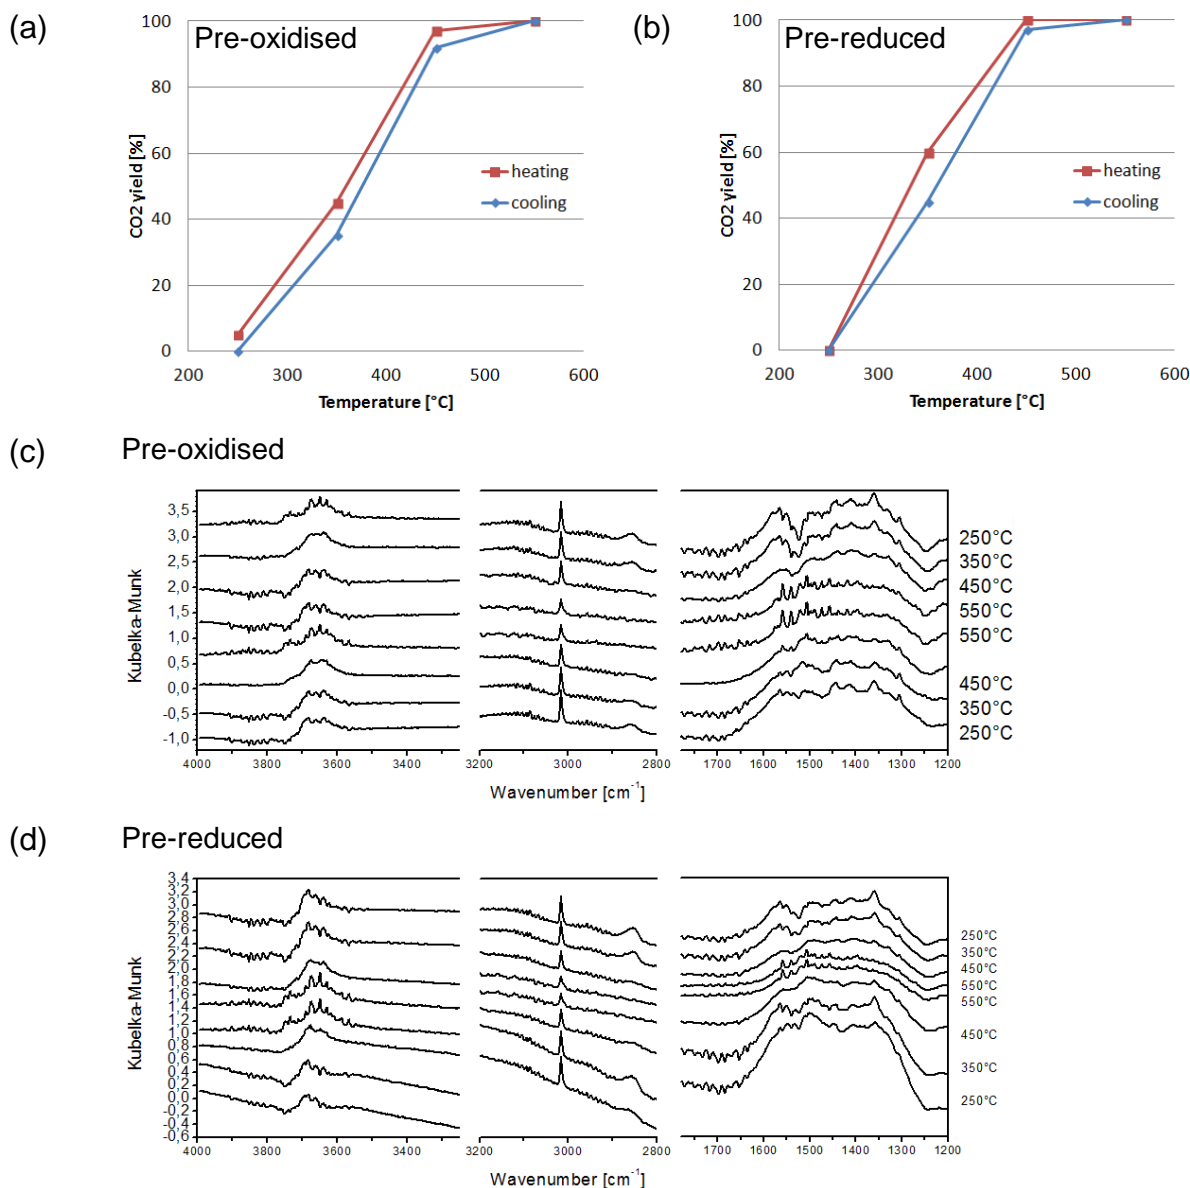 (a)
Pre-oxidised
100
80
60
40
20
0
CO2 yield [%]
heating
cooling
200 300 400 500 600
Temperature [°C]
(b)
Pre-reduced
100
80
60
40
20
0
CO2 yield [%]
heating
cooling
200 300 400 500 600
Temperature [°C]
(c)
Pre-oxidised
3,5
3,0
2,5
2,0
1,5
1,0
0,5
0,0
-0,5
-1,0
Kubelka-Munk
250°C
350°C
450°C
550°C
550°C
450°C
350°C
250°C
4000 3800 3600 3400 3200 3000 2800 1700 1600 1500 1400 1300 1200
Wavenumber [cm⁻¹]
(d)
Pre-reduced
3,4
3,2
2,8
2,6
2,4
2,2
2,0
1,8
1,6
1,4
1,2
1,0
0,8
0,6
0,4
0,2
0,0
-0,2
-0,4
-0,6
Kubelka-Munk
250°C
350°C
450°C
550°C
550°C
450°C
350°C
250°C
4000 3800 3600 3400 3200 3000 2800 1700 1600 1500 1400 1300 1200
Wavenumber [cm⁻¹]